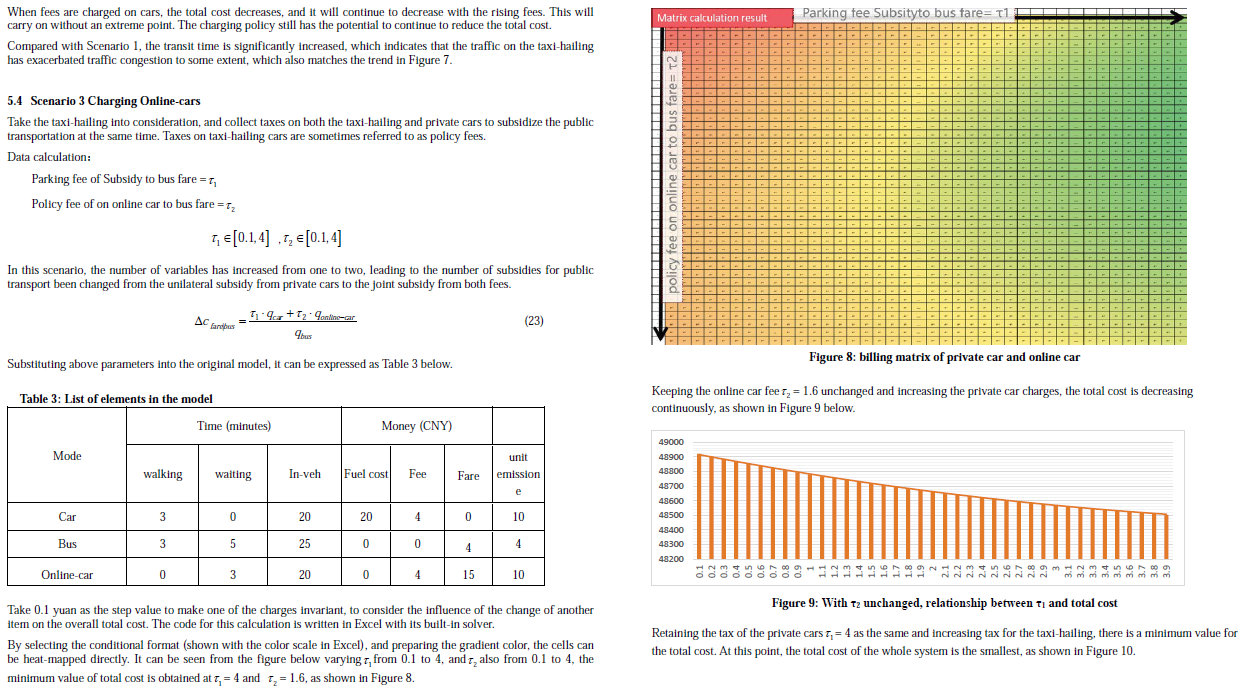 When fees are charged on cars, the total cost decreases, and it will continue to decrease with the rising fees. This will
carry on without an extreme point. The charging policy still has the potential to continue to reduce the total cost.
Compared with Scenario 1, the transit time is significantly increased, which indicates that the traffic on the taxi-hailing
has exacerbated traffic congestion to some extent, which also matches the trend in Figure 7.
5.4 Scenario 3 Charging Online-cars
Take the taxi-hailing into consideration, and collect taxes on both the taxi-hailing and private cars to subsidize the public
transportation at the same time. Taxes on taxi-hailing cars are sometimes referred to as policy fees.
Data calculation:
Parking fee of Subsidy to bus fare = τ1
Policy fee of on online car to bus fare = τ2
τ1 ∈ [0.1, 4] , τ2 ∈ [0.1, 4]
In this scenario, the number of variables has increased from one to two, leading to the number of subsidies for public
transport been changed from the unilateral subsidy from private cars to the joint subsidy from both fees.
Δc farebus = (τ1 · qcar + τ2 · qonline-car) / qbus (23)
Substituting above parameters into the original model, it can be expressed as Table 3 below.
Table 3: List of elements in the model
Mode Time (minutes) Money (CNY)
walking waiting In-veh Fuel cost Fee Fare unit emission e
Car 3 0 20 20 4 0 10
Bus 3 5 25 0 0 4 4
Online-car 0 3 20 0 4 15 10
Take 0.1 yuan as the step value to make one of the charges invariant, to consider the influence of the change of another
item on the overall total cost. The code for this calculation is written in Excel with its built-in solver.
By selecting the conditional format (shown with the color scale in Excel), and preparing the gradient color, the cells can
be heat-mapped directly. It can be seen from the figure below varying τ1 from 0.1 to 4, and τ2 also from 0.1 to 4, the
minimum value of total cost is obtained at τ1 = 4 and τ2 = 1.6, as shown in Figure 8.
Matrix calculation result
Parking fee Subsityto bus fare= τ1
policy fee on online car to bus fare= τ2
Figure 8: billing matrix of private car and online car
Keeping the online car fee τ2 = 1.6 unchanged and increasing the private car charges, the total cost is decreasing
continuously, as shown in Figure 9 below.
49000
48900
48800
48700
48600
48500
48400
48300
48200
0.1 0.2 0.3 0.4 0.5 0.6 0.7 0.8 0.9 1 1.1 1.2 1.3 1.4 1.5 1.6 1.7 1.8 1.9 2 2.1 2.2 2.3 2.4 2.5 2.6 2.7 2.8 2.9 3 3.1 3.2 3.3 3.4 3.5 3.6 3.7 3.8 3.9
Figure 9: With τ2 unchanged, relationship between τ1 and total cost
Retaining the tax of the private cars τ1 = 4 as the same and increasing tax for the taxi-hailing, there is a minimum value for
the total cost. At this point, the total cost of the whole system is the smallest, as shown in Figure 10.